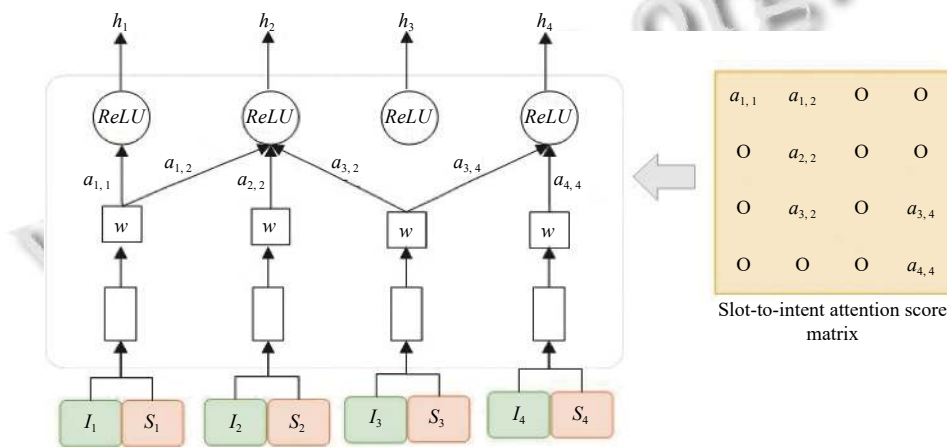 h₁ h₂ h₃ h₄
ReLU ReLU ReLU ReLU
a₁,₁ a₁,₂ a₂,₂ a₃,₂ a₃,₄ a₄,₄
w w w w
I₁ S₁ I₂ S₂ I₃ S₃ I₄ S₄
a₁,₁ a₁,₂ O O
O a₂,₂ O O
O a₃,₂ O a₃,₄
O O O a₄,₄
Slot-to-intent attention score
matrix